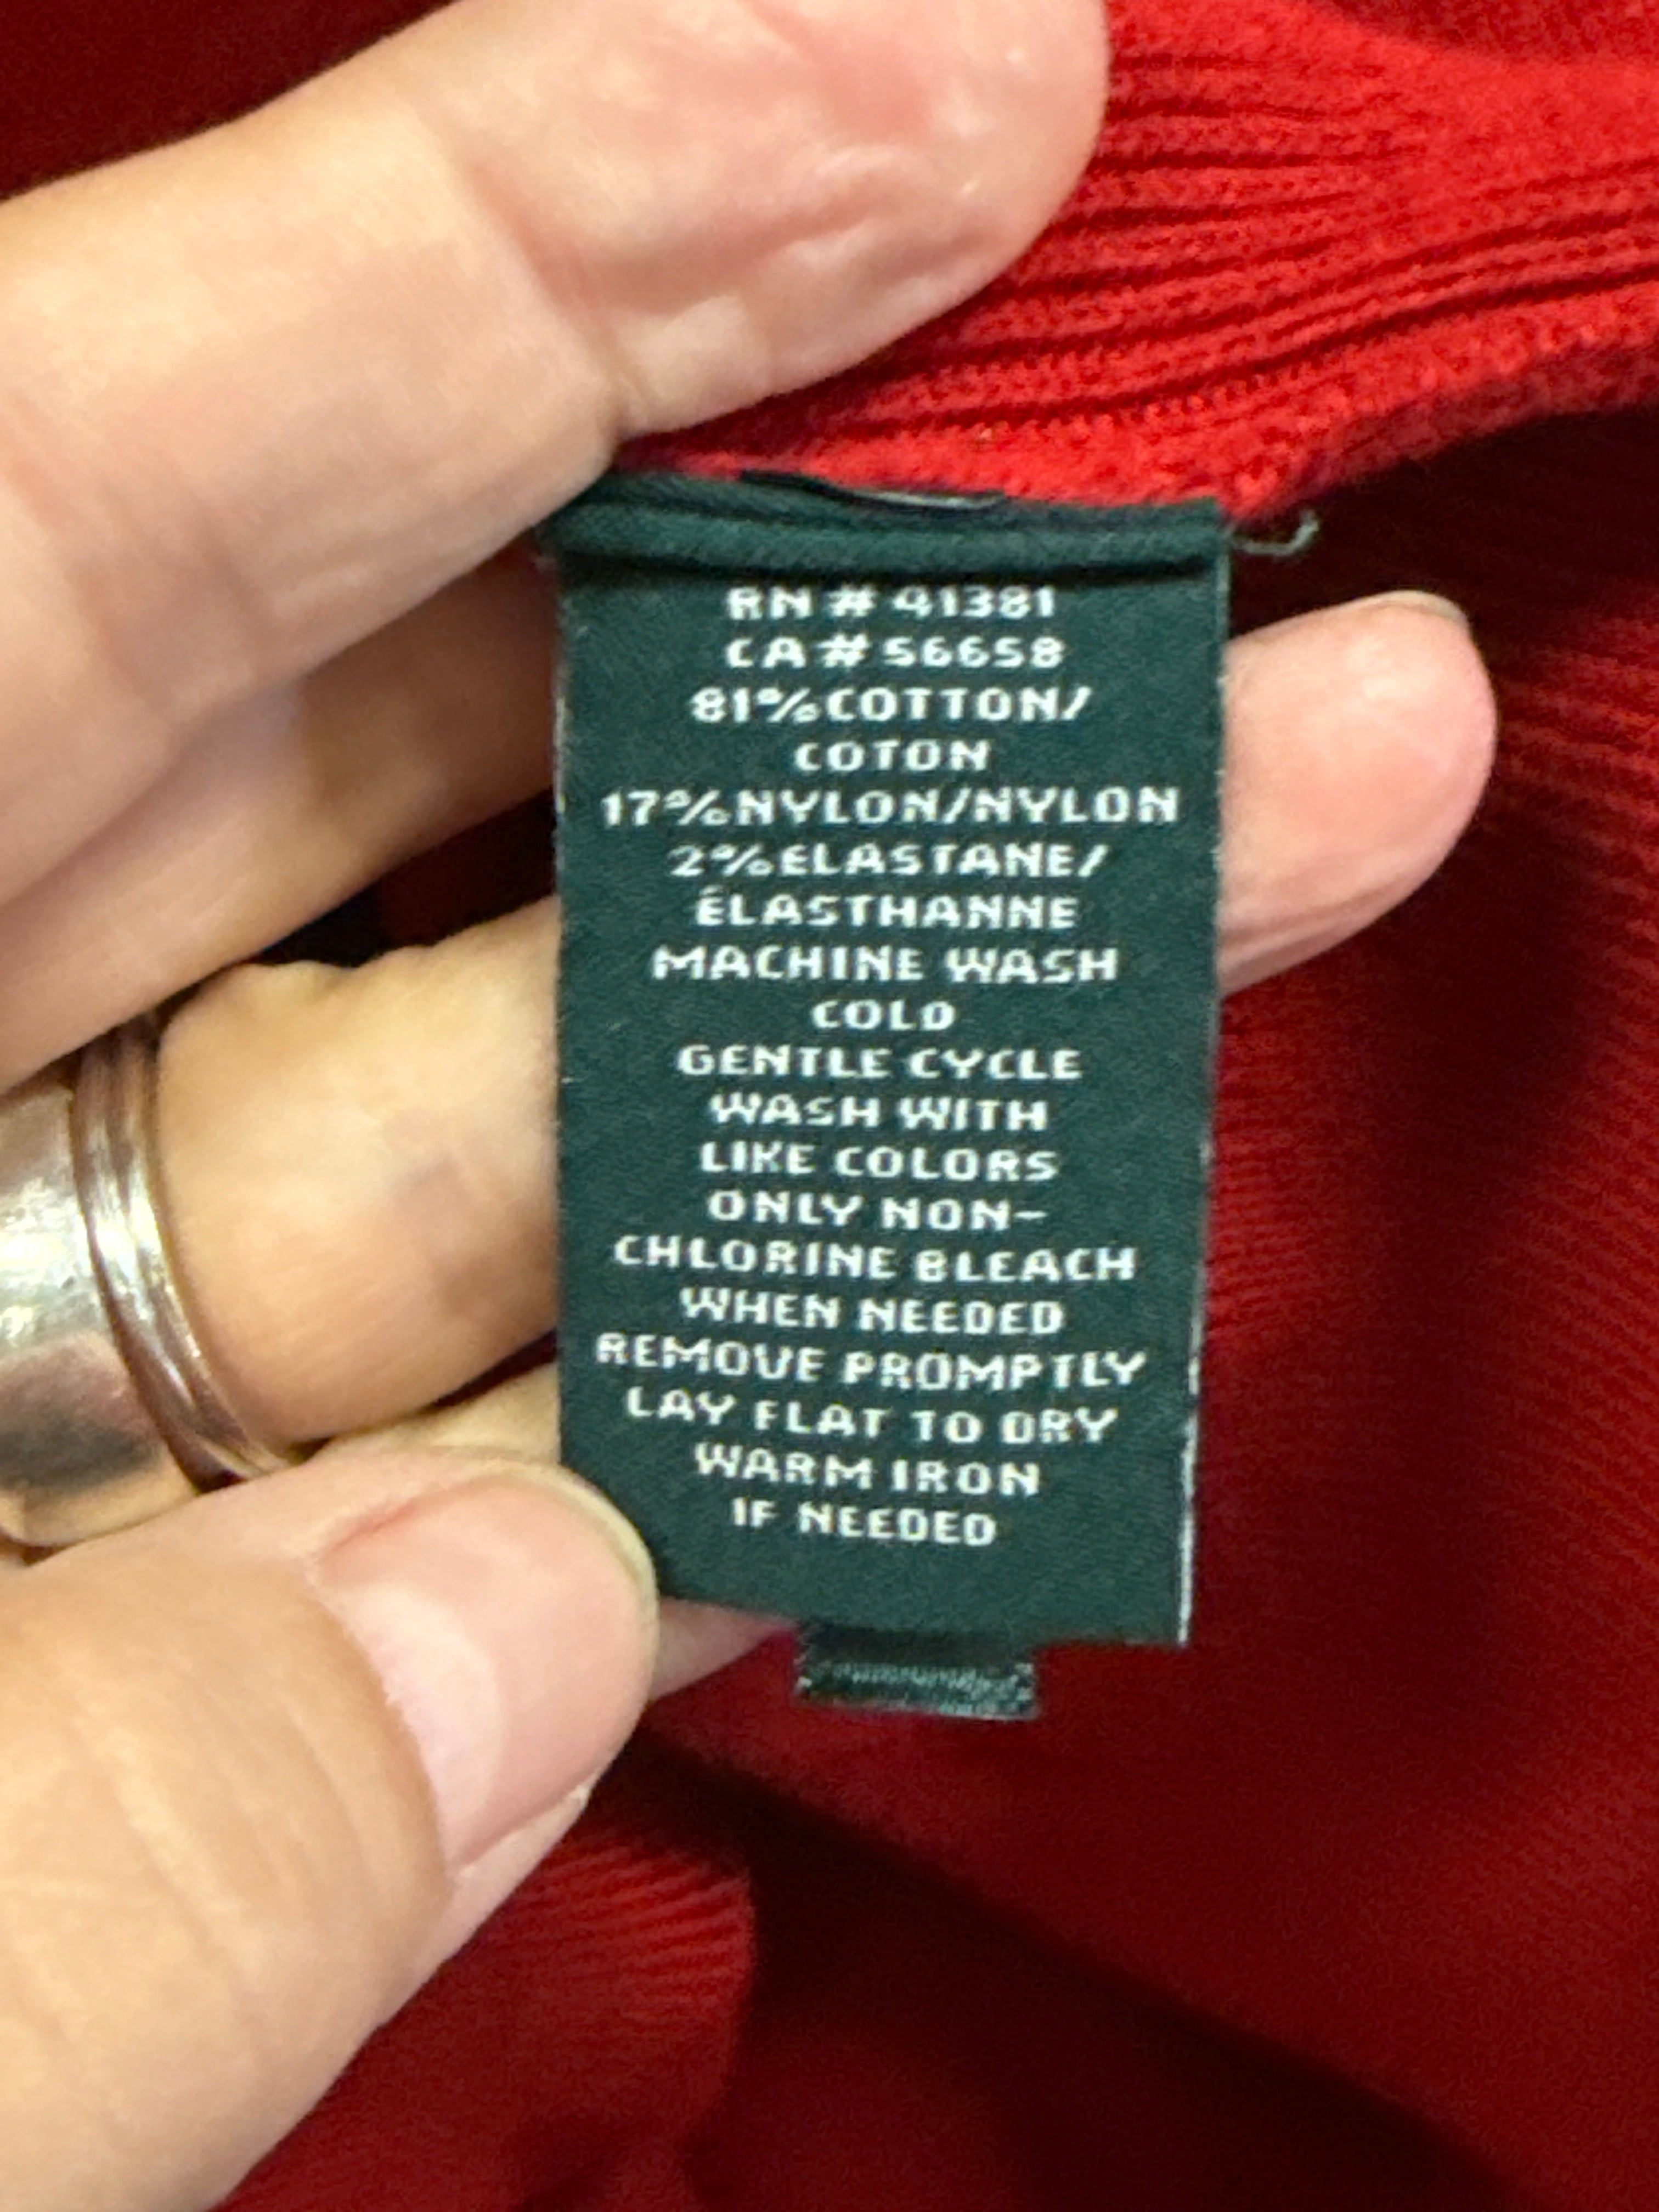 RN # 41381
CA # 56658
81%COTTON/
COTON
17%NYLON/NYLON
2%ELASTANE/
ÉLASTHANNE
MACHINE WASH
COLD
GENTLE CYCLE
WASH WITH
LIKE COLORS
ONLY NON-
CHLORINE BLEACH
WHEN NEEDED
REMOVE PROMPTLY
LAY FLAT TO DRY
WARM IRON
IF NEEDED